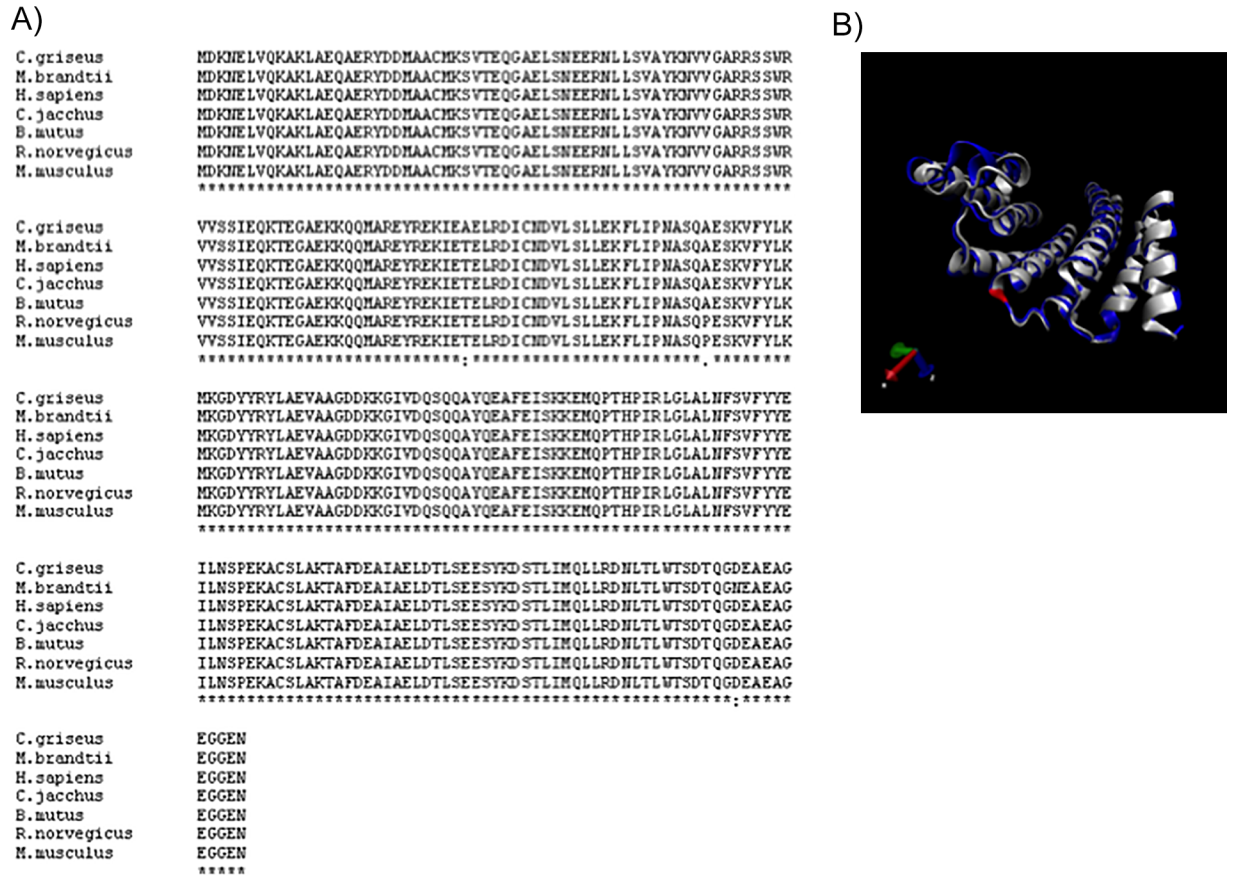 A)
B)
C.griseus MDKNELVQKAKLAEQAERYDDMAACMKSVTEQGAELSNEERNLLSVAYKNVVGARRSSWR
M.brandtii MDKNELVQKAKLAEQAERYDDMAACMKSVTEQGAELSNEERNLLSVAYKNVVGARRSSWR
H.sapiens MDKNELVQKAKLAEQAERYDDMAACMKSVTEQGAELSNEERNLLSVAYKNVVGARRSSWR
C.jacchus MDKNELVQKAKLAEQAERYDDMAACMKSVTEQGAELSNEERNLLSVAYKNVVGARRSSWR
B.mutus MDKNELVQKAKLAEQAERYDDMAACMKSVTEQGAELSNEERNLLSVAYKNVVGARRSSWR
R.norvegicus MDKNELVQKAKLAEQAERYDDMAACMKSVTEQGAELSNEERNLLSVAYKNVVGARRSSWR
M.musculus MDKNELVQKAKLAEQAERYDDMAACMKSVTEQGAELSNEERNLLSVAYKNVVGARRSSWR
************************************************************
C.griseus VVSSIEQKTEGAEKKQQMAREYREKIEAELRDICNDVLSLLEKFLIPNASQAESKVFYLK
M.brandtii VVSSIEQKTEGAEKKQQMAREYREKIETELRDICNDVLSLLEKFLIPNASQAESKVFYLK
H.sapiens VVSSIEQKTEGAEKKQQMAREYREKIETELRDICNDVLSLLEKFLIPNASQAESKVFYLK
C.jacchus VVSSIEQKTEGAEKKQQMAREYREKIETELRDICNDVLSLLEKFLIPNASQAESKVFYLK
B.mutus VVSSIEQKTEGAEKKQQMAREYREKIETELRDICNDVLSLLEKFLIPNASQAESKVFYLK
R.norvegicus VVSSIEQKTEGAEKKQQMAREYREKIETELRDICNDVLSLLEKFLIPNASQPESKVFYLK
M.musculus VVSSIEQKTEGAEKKQQMAREYREKIETELRDICNDVLSLLEKFLIPNASQPESKVFYLK
***************************:***********************.********
C.griseus MKGDYYRYLAEVAAGDDKKGIVDQSQQAYQEAFEISKKEMQPTHPIRLGLALNFSVFYYE
M.brandtii MKGDYYRYLAEVAAGDDKKGIVDQSQQAYQEAFEISKKEMQPTHPIRLGLALNFSVFYYE
H.sapiens MKGDYYRYLAEVAAGDDKKGIVDQSQQAYQEAFEISKKEMQPTHPIRLGLALNFSVFYYE
C.jacchus MKGDYYRYLAEVAAGDDKKGIVDQSQQAYQEAFEISKKEMQPTHPIRLGLALNFSVFYYE
B.mutus MKGDYYRYLAEVAAGDDKKGIVDQSQQAYQEAFEISKKEMQPTHPIRLGLALNFSVFYYE
R.norvegicus MKGDYYRYLAEVAAGDDKKGIVDQSQQAYQEAFEISKKEMQPTHPIRLGLALNFSVFYYE
M.musculus MKGDYYRYLAEVAAGDDKKGIVDQSQQAYQEAFEISKKEMQPTHPIRLGLALNFSVFYYE
************************************************************
C.griseus ILNSPEKACSLAKTAFDEAIAELDTLSEESYKDSTLIMQLLRDNLTLWTSDTQGDEAEAG
M.brandtii ILNSPEKACSLAKTAFDEAIAELDTLSEESYKDSTLIMQLLRDNLTLWTSDTQGNEAEAG
H.sapiens ILNSPEKACSLAKTAFDEAIAELDTLSEESYKDSTLIMQLLRDNLTLWTSDTQGDEAEAG
C.jacchus ILNSPEKACSLAKTAFDEAIAELDTLSEESYKDSTLIMQLLRDNLTLWTSDTQGDEAEAG
B.mutus ILNSPEKACSLAKTAFDEAIAELDTLSEESYKDSTLIMQLLRDNLTLWTSDTQGDEAEAG
R.norvegicus ILNSPEKACSLAKTAFDEAIAELDTLSEESYKDSTLIMQLLRDNLTLWTSDTQGDEAEAG
M.musculus ILNSPEKACSLAKTAFDEAIAELDTLSEESYKDSTLIMQLLRDNLTLWTSDTQGDEAEAG
******************************************************:*****
C.griseus EGGEN
M.brandtii EGGEN
H.sapiens EGGEN
C.jacchus EGGEN
B.mutus EGGEN
R.norvegicus EGGEN
M.musculus EGGEN
*****